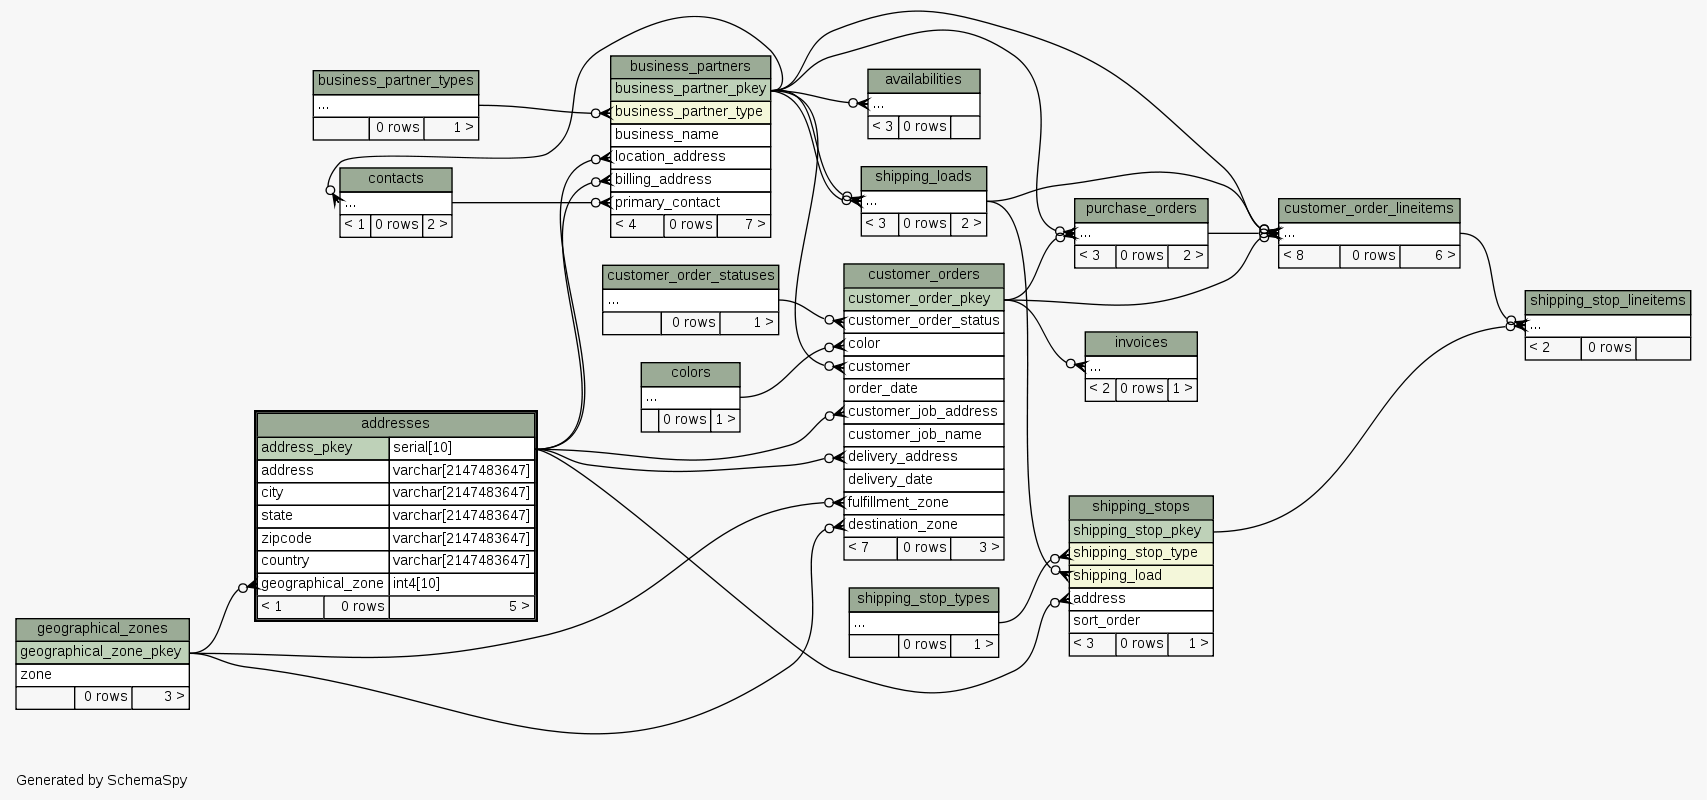 business_partner_types
...
0 rows 1 >
contacts
...
< 1 0 rows 2 >
business_partners
business_partner_pkey
business_partner_type
business_name
location_address
billing_address
primary_contact
< 4 0 rows 7 >
availabilities
...
< 3 0 rows
shipping_loads
...
< 3 0 rows 2 >
purchase_orders
...
< 3 0 rows 2 >
customer_order_lineitems
...
< 8 0 rows 6 >
customer_order_statuses
...
0 rows 1 >
colors
...
0 rows 1 >
customer_orders
customer_order_pkey
customer_order_status
color
customer
order_date
customer_job_address
customer_job_name
delivery_address
delivery_date
fulfillment_zone
destination_zone
< 7 0 rows 3 >
invoices
...
< 2 0 rows 1 >
shipping_stop_lineitems
...
< 2 0 rows
addresses
address_pkey serial[10]
address varchar[2147483647]
city varchar[2147483647]
state varchar[2147483647]
zipcode varchar[2147483647]
country varchar[2147483647]
geographical_zone int4[10]
< 1 0 rows 5 >
shipping_stop_types
...
0 rows 1 >
shipping_stops
shipping_stop_pkey
shipping_stop_type
shipping_load
address
sort_order
< 3 0 rows 1 >
geographical_zones
geographical_zone_pkey
zone
0 rows 3 >
Generated by SchemaSpy